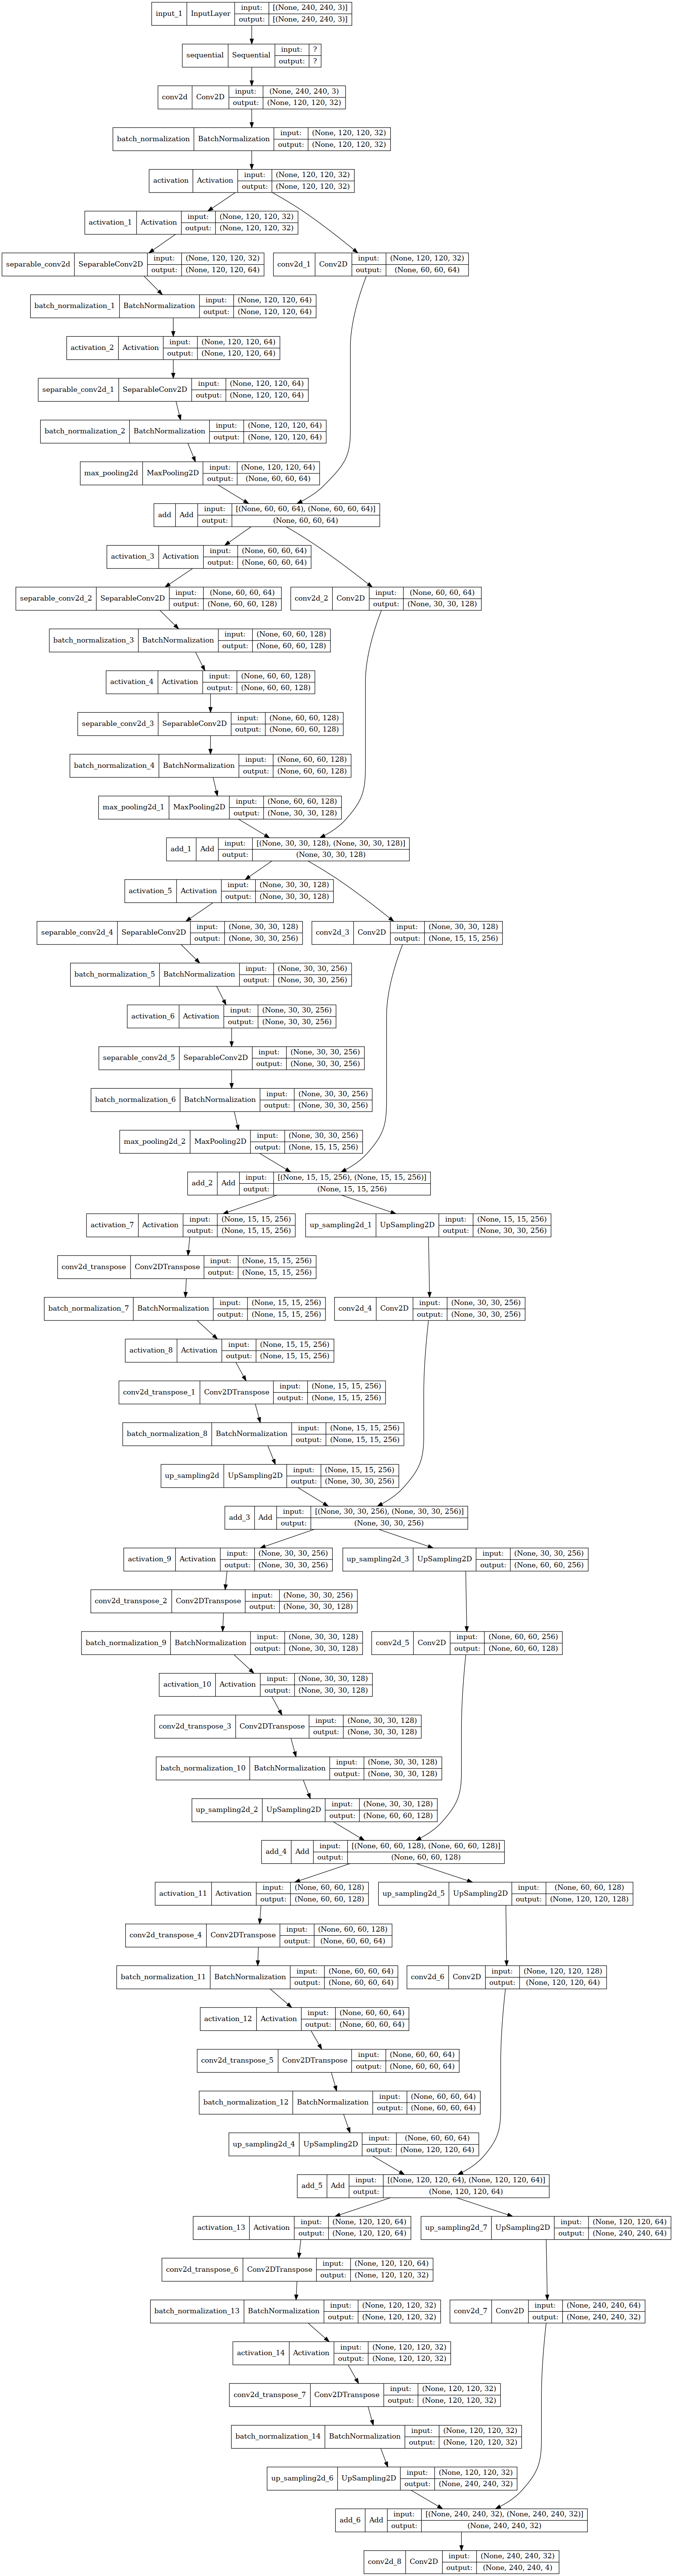 input_1 InputLayer input: [(None, 240, 240, 3)]
output: [(None, 240, 240, 3)]
sequential Sequential input: ?
output: ?
conv2d Conv2D input: (None, 240, 240, 3)
output: (None, 120, 120, 32)
batch_normalization BatchNormalization input: (None, 120, 120, 32)
output: (None, 120, 120, 32)
activation Activation input: (None, 120, 120, 32)
output: (None, 120, 120, 32)
activation_1 Activation input: (None, 120, 120, 32)
output: (None, 120, 120, 32)
separable_conv2d SeparableConv2D input: (None, 120, 120, 32)
output: (None, 120, 120, 64)
conv2d_1 Conv2D input: (None, 120, 120, 32)
output: (None, 60, 60, 64)
batch_normalization_1 BatchNormalization input: (None, 120, 120, 64)
output: (None, 120, 120, 64)
activation_2 Activation input: (None, 120, 120, 64)
output: (None, 120, 120, 64)
separable_conv2d_1 SeparableConv2D input: (None, 120, 120, 64)
output: (None, 120, 120, 64)
batch_normalization_2 BatchNormalization input: (None, 120, 120, 64)
output: (None, 120, 120, 64)
max_pooling2d MaxPooling2D input: (None, 120, 120, 64)
output: (None, 60, 60, 64)
add Add input: [(None, 60, 60, 64), (None, 60, 60, 64)]
output: (None, 60, 60, 64)
activation_3 Activation input: (None, 60, 60, 64)
output: (None, 60, 60, 64)
separable_conv2d_2 SeparableConv2D input: (None, 60, 60, 64)
output: (None, 60, 60, 128)
conv2d_2 Conv2D input: (None, 60, 60, 64)
output: (None, 30, 30, 128)
batch_normalization_3 BatchNormalization input: (None, 60, 60, 128)
output: (None, 60, 60, 128)
activation_4 Activation input: (None, 60, 60, 128)
output: (None, 60, 60, 128)
separable_conv2d_3 SeparableConv2D input: (None, 60, 60, 128)
output: (None, 60, 60, 128)
batch_normalization_4 BatchNormalization input: (None, 60, 60, 128)
output: (None, 60, 60, 128)
max_pooling2d_1 MaxPooling2D input: (None, 60, 60, 128)
output: (None, 30, 30, 128)
add_1 Add input: [(None, 30, 30, 128), (None, 30, 30, 128)]
output: (None, 30, 30, 128)
activation_5 Activation input: (None, 30, 30, 128)
output: (None, 30, 30, 128)
separable_conv2d_4 SeparableConv2D input: (None, 30, 30, 128)
output: (None, 30, 30, 256)
conv2d_3 Conv2D input: (None, 30, 30, 128)
output: (None, 15, 15, 256)
batch_normalization_5 BatchNormalization input: (None, 30, 30, 256)
output: (None, 30, 30, 256)
activation_6 Activation input: (None, 30, 30, 256)
output: (None, 30, 30, 256)
separable_conv2d_5 SeparableConv2D input: (None, 30, 30, 256)
output: (None, 30, 30, 256)
batch_normalization_6 BatchNormalization input: (None, 30, 30, 256)
output: (None, 30, 30, 256)
max_pooling2d_2 MaxPooling2D input: (None, 30, 30, 256)
output: (None, 15, 15, 256)
add_2 Add input: [(None, 15, 15, 256), (None, 15, 15, 256)]
output: (None, 15, 15, 256)
activation_7 Activation input: (None, 15, 15, 256)
output: (None, 15, 15, 256)
up_sampling2d_1 UpSampling2D input: (None, 15, 15, 256)
output: (None, 30, 30, 256)
conv2d_transpose Conv2DTranspose input: (None, 15, 15, 256)
output: (None, 15, 15, 256)
batch_normalization_7 BatchNormalization input: (None, 15, 15, 256)
output: (None, 15, 15, 256)
conv2d_4 Conv2D input: (None, 30, 30, 256)
output: (None, 30, 30, 256)
activation_8 Activation input: (None, 15, 15, 256)
output: (None, 15, 15, 256)
conv2d_transpose_1 Conv2DTranspose input: (None, 15, 15, 256)
output: (None, 15, 15, 256)
batch_normalization_8 BatchNormalization input: (None, 15, 15, 256)
output: (None, 15, 15, 256)
up_sampling2d UpSampling2D input: (None, 15, 15, 256)
output: (None, 30, 30, 256)
add_3 Add input: [(None, 30, 30, 256), (None, 30, 30, 256)]
output: (None, 30, 30, 256)
activation_9 Activation input: (None, 30, 30, 256)
output: (None, 30, 30, 256)
up_sampling2d_3 UpSampling2D input: (None, 30, 30, 256)
output: (None, 60, 60, 256)
conv2d_transpose_2 Conv2DTranspose input: (None, 30, 30, 256)
output: (None, 30, 30, 128)
batch_normalization_9 BatchNormalization input: (None, 30, 30, 128)
output: (None, 30, 30, 128)
conv2d_5 Conv2D input: (None, 60, 60, 256)
output: (None, 60, 60, 128)
activation_10 Activation input: (None, 30, 30, 128)
output: (None, 30, 30, 128)
conv2d_transpose_3 Conv2DTranspose input: (None, 30, 30, 128)
output: (None, 30, 30, 128)
batch_normalization_10 BatchNormalization input: (None, 30, 30, 128)
output: (None, 30, 30, 128)
up_sampling2d_2 UpSampling2D input: (None, 30, 30, 128)
output: (None, 60, 60, 128)
add_4 Add input: [(None, 60, 60, 128), (None, 60, 60, 128)]
output: (None, 60, 60, 128)
activation_11 Activation input: (None, 60, 60, 128)
output: (None, 60, 60, 128)
up_sampling2d_5 UpSampling2D input: (None, 60, 60, 128)
output: (None, 120, 120, 128)
conv2d_transpose_4 Conv2DTranspose input: (None, 60, 60, 128)
output: (None, 60, 60, 64)
batch_normalization_11 BatchNormalization input: (None, 60, 60, 64)
output: (None, 60, 60, 64)
conv2d_6 Conv2D input: (None, 120, 120, 128)
output: (None, 120, 120, 64)
activation_12 Activation input: (None, 60, 60, 64)
output: (None, 60, 60, 64)
conv2d_transpose_5 Conv2DTranspose input: (None, 60, 60, 64)
output: (None, 60, 60, 64)
batch_normalization_12 BatchNormalization input: (None, 60, 60, 64)
output: (None, 60, 60, 64)
up_sampling2d_4 UpSampling2D input: (None, 60, 60, 64)
output: (None, 120, 120, 64)
add_5 Add input: [(None, 120, 120, 64), (None, 120, 120, 64)]
output: (None, 120, 120, 64)
activation_13 Activation input: (None, 120, 120, 64)
output: (None, 120, 120, 64)
up_sampling2d_7 UpSampling2D input: (None, 120, 120, 64)
output: (None, 240, 240, 64)
conv2d_transpose_6 Conv2DTranspose input: (None, 120, 120, 64)
output: (None, 120, 120, 32)
batch_normalization_13 BatchNormalization input: (None, 120, 120, 32)
output: (None, 120, 120, 32)
conv2d_7 Conv2D input: (None, 240, 240, 64)
output: (None, 240, 240, 32)
activation_14 Activation input: (None, 120, 120, 32)
output: (None, 120, 120, 32)
conv2d_transpose_7 Conv2DTranspose input: (None, 120, 120, 32)
output: (None, 120, 120, 32)
batch_normalization_14 BatchNormalization input: (None, 120, 120, 32)
output: (None, 120, 120, 32)
up_sampling2d_6 UpSampling2D input: (None, 120, 120, 32)
output: (None, 240, 240, 32)
add_6 Add input: [(None, 240, 240, 32), (None, 240, 240, 32)]
output: (None, 240, 240, 32)
conv2d_8 Conv2D input: (None, 240, 240, 32)
output: (None, 240, 240, 4)